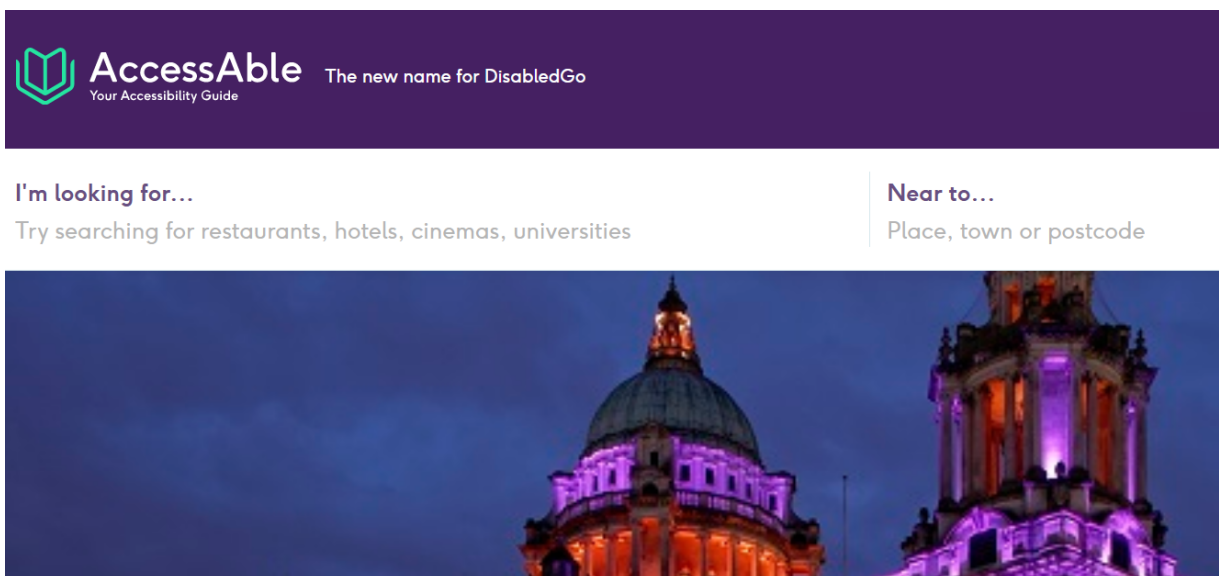 AccessAble
Your Accessibility Guide
The new name for DisabledGo
I'm looking for...
Try searching for restaurants, hotels, cinemas, universities
Near to...
Place, town or postcode